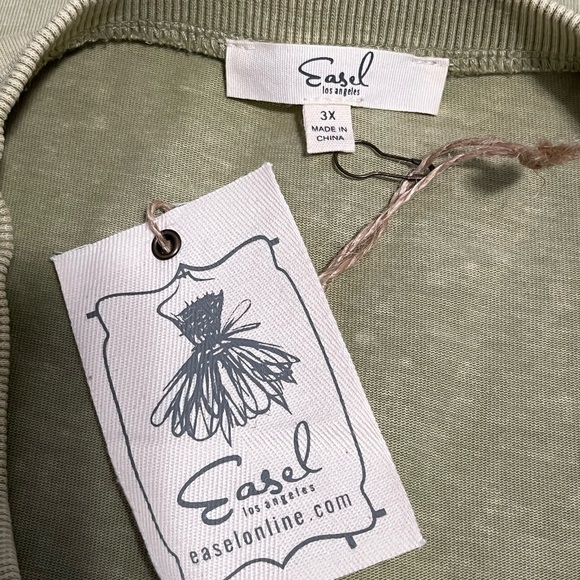 Easel
los angeles
3X
MADE IN
CHINA
Easel
los angeles
easelonline.com